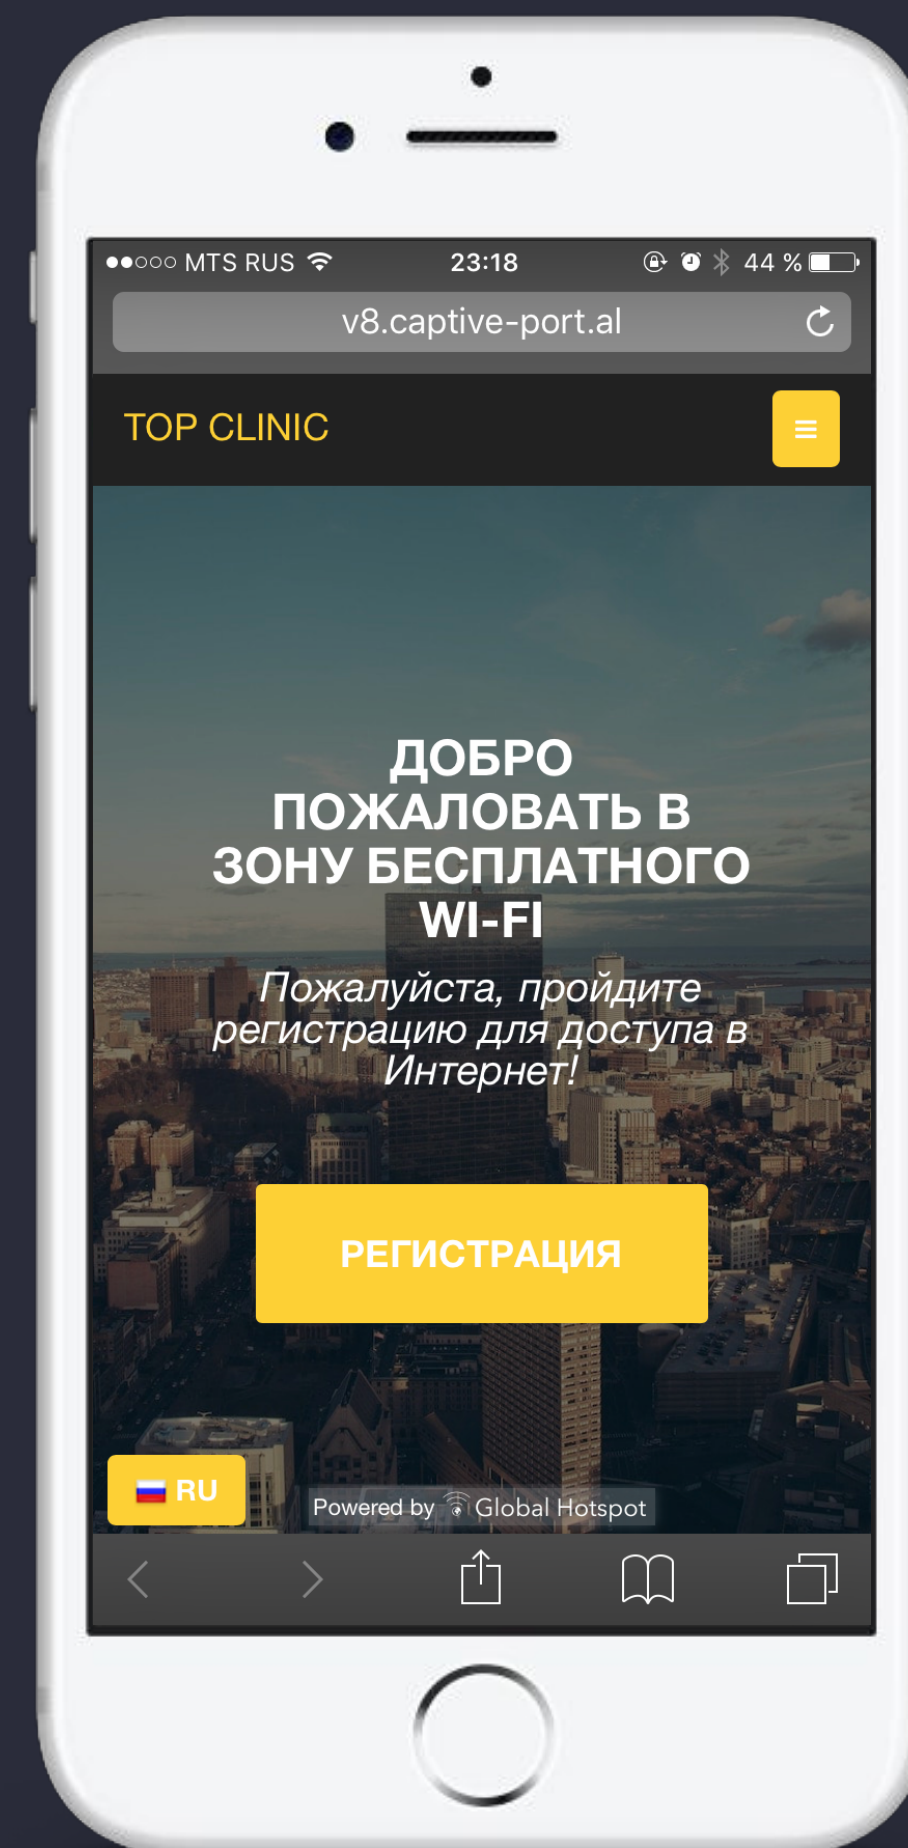 MTS RUS 23:18 44 %
v8.captive-port.al
TOP CLINIC
ДОБРО
ПОЖАЛОВАТЬ В
ЗОНУ БЕСПЛАТНОГО
WI-FI
Пожалуйста, пройдите
регистрацию для доступа в
Интернет!
РЕГИСТРАЦИЯ
RU
Powered by Global Hotspot